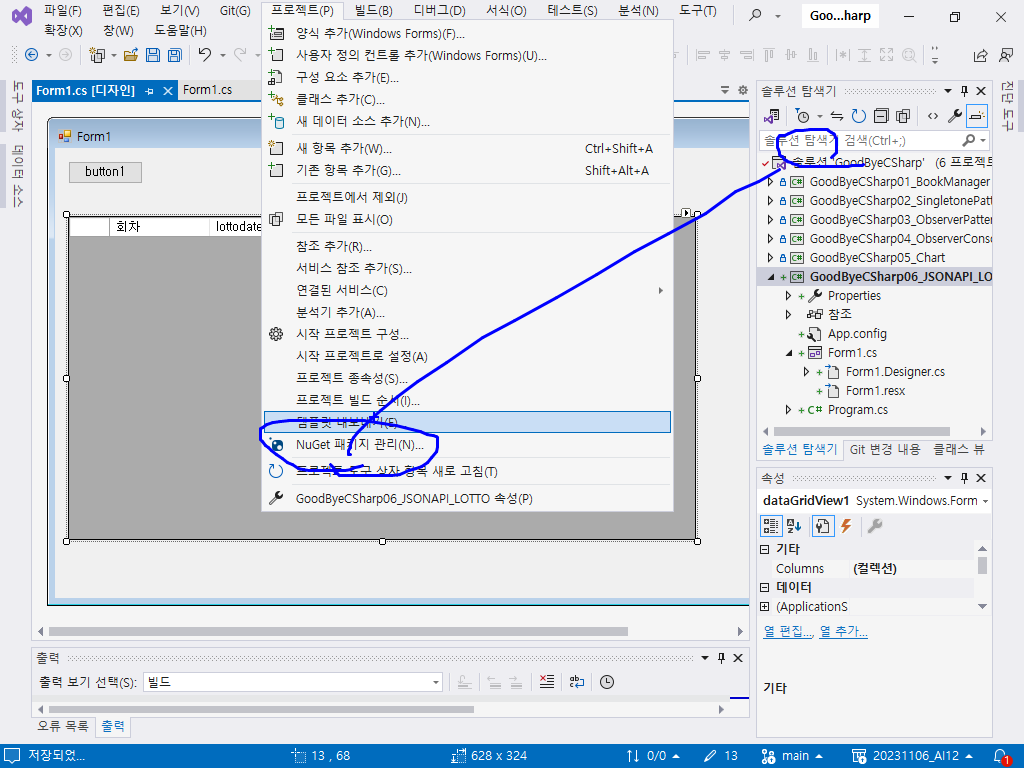 파일(F) 편집(E) 보기(V) Git(G) 프로젝트(P) 빌드(B) 디버그(D) 서식(O) 테스트(S) 분석(N) 도구(T)
Goo...harp
확장(X) 창(W) 도움말(H)
양식 추가(Windows Forms)(F)...
사용자 정의 컨트롤 추가(Windows Forms)(U)...
구성 요소 추가(E)...
클래스 추가(C)...
새 데이터 소스 추가(N)...
새 항목 추가(W)... Ctrl+Shift+A
기존 항목 추가(G)... Shift+Alt+A
프로젝트에서 제외(J)
모든 파일 표시(O)
참조 추가(R)...
서비스 참조 추가(S)...
연결된 서비스(C)
분석기 추가(A)...
시작 프로젝트 구성...
시작 프로젝트로 설정(A)
프로젝트 종속성(S)...
프로젝트 빌드 순서(I)...
템플릿 내보내기(E)...
NuGet 패키지 관리(N)...
프로젝트 도구 상자 항목 새로 고침(T)
GoodByeCSharp06_JSONAPI_LOTTO 속성(P)
도구 상자
데이터 소스
Form1.cs [디자인] Form1.cs
Form1
button1
회차 lottodate
솔루션 탐색기
솔루션 탐색기 검색(Ctrl+;)
솔루션 'GoodByeCSharp' (6 프로젝트
GoodByeCSharp01_BookManager
GoodByeCSharp02_SingletonePatt
GoodByeCSharp03_ObserverPatter
GoodByeCSharp04_ObserverConso
GoodByeCSharp05_Chart
GoodByeCSharp06_JSONAPI_LO
Properties
참조
App.config
Form1.cs
Form1.Designer.cs
Form1.resx
Program.cs
솔루션 탐색기 Git 변경 내용 클래스 뷰
진단 도구
속성
dataGridView1 System.Windows.Form
기타
Columns (컬렉션)
데이터
(ApplicationS
열 편집..., 열 추가...
기타
출력
출력 보기 선택(S): 빌드
오류 목록 출력
저장되었... 13 , 68 628 x 324 0/0 13 main 20231106_AI12 1